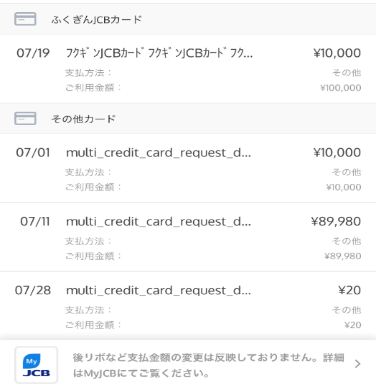 ふくぎんJCBカード
07/19 フクギンJCBカードフクギンJCBカードフク... ¥10,000
支払方法： その他
ご利用金額： ¥100,000
その他カード
07/01 multi_credit_card_request_d... ¥10,000
支払方法： その他
ご利用金額： ¥10,000
07/11 multi_credit_card_request_d... ¥89,980
支払方法： その他
ご利用金額： ¥89,980
07/28 multi_credit_card_request_d... ¥20
支払方法： その他
ご利用金額： ¥20
My
JCB
後リボなど支払金額の変更は反映しておりません。詳細
はMyJCBにてご覧ください。